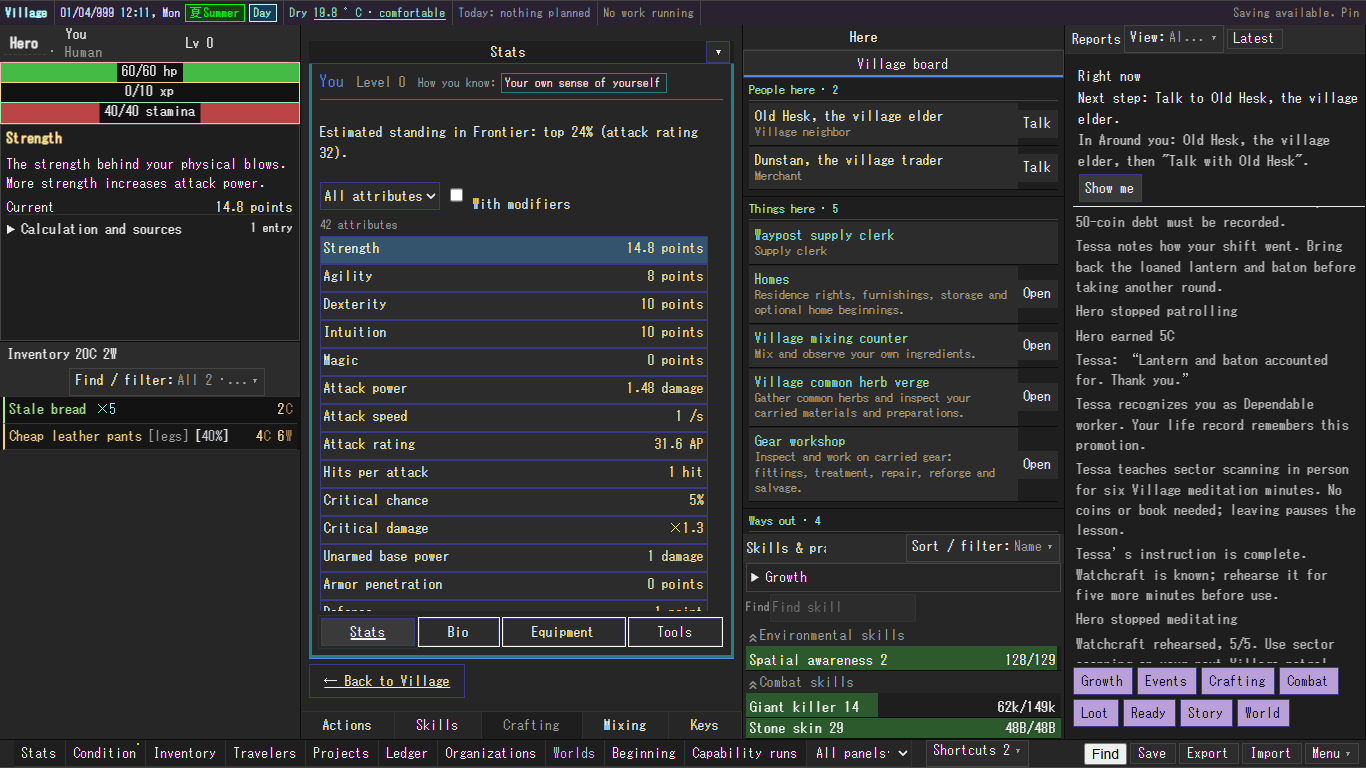 Village 01/04/999 12:11, Mon 夏Summer Day Dry 19.8 ° C · comfortable Today: nothing planned No work running Saving available. Pin
Hero You Lv 0
Human
60/60 hp
0/10 xp
40/40 stamina
Strength
The strength behind your physical blows.
More strength increases attack power.
Current 14.8 points
▶ Calculation and sources 1 entry
Inventory 20C 2W
Find / filter: All 2 ·... ▾
Stale bread ×5 2C
Cheap leather pants [legs] [40%] 4C 6W
Stats ▾
You Level 0 How you know: Your own sense of yourself
Estimated standing in Frontier: top 24% (attack rating
32).
All attributes With modifiers
42 attributes
Strength 14.8 points
Agility 8 points
Dexterity 10 points
Intuition 10 points
Magic 0 points
Attack power 1.48 damage
Attack speed 1 /s
Attack rating 31.6 AP
Hits per attack 1 hit
Critical chance 5%
Critical damage ×1.3
Unarmed base power 1 damage
Armor penetration 0 points
Defense 1 point
Stats Bio Equipment Tools
← Back to Village
Actions Skills Crafting Mixing Keys
Here
Village board
People here · 2
Old Hesk, the village elder
Village neighbor
Talk
Dunstan, the village trader
Merchant
Talk
Things here · 5
Waypost supply clerk
Supply clerk
Homes
Residence rights, furnishings, storage and
optional home beginnings.
Open
Village mixing counter
Mix and observe your own ingredients.
Open
Village common herb verge
Gather common herbs and inspect your
carried materials and preparations.
Open
Gear workshop
Inspect and work on carried gear:
fittings, treatment, repair, reforge and
salvage.
Open
Ways out · 4
Skills & pra Sort / filter: Name ▾
▶ Growth
Find Find skill
Environmental skills
Spatial awareness 2 128/129
Combat skills
Giant killer 14 62k/149k
Stone skin 29 48B/48B
Reports View: Al... ▾ Latest
Right now
Next step: Talk to Old Hesk, the village
elder.
In Around you: Old Hesk, the village
elder, then "Talk with Old Hesk".
Show me
50-coin debt must be recorded.
Tessa notes how your shift went. Bring
back the loaned lantern and baton before
taking another round.
Hero stopped patrolling
Hero earned 5C
Tessa: “Lantern and baton accounted
for. Thank you.”
Tessa recognizes you as Dependable
worker. Your life record remembers this
promotion.
Tessa teaches sector scanning in person
for six Village meditation minutes. No
coins or book needed; leaving pauses the
lesson.
Tessa’s instruction is complete.
Watchcraft is known; rehearse it for
five more minutes before use.
Hero stopped meditating
Watchcraft rehearsed, 5/5. Use sector
scanning on your next Village patrol
Growth Events Crafting Combat
Loot Ready Story World
Stats Condition Inventory Travelers Projects Ledger Organizations Worlds Beginning Capability runs All panels Shortcuts 2 ▾ Find Save Export Import Menu ▾